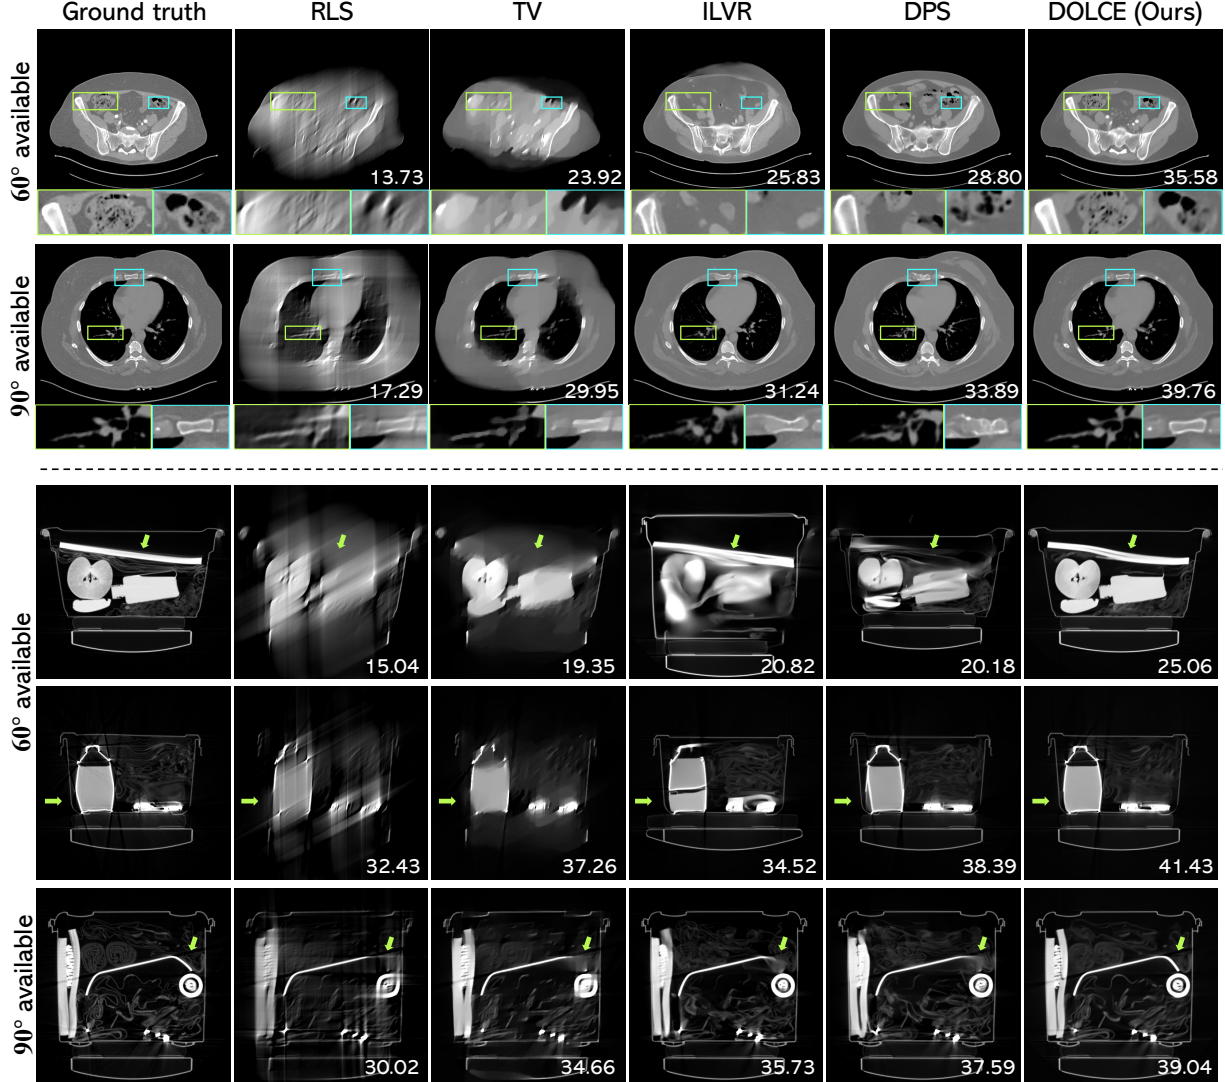 Ground truth RLS TV ILVR DPS DOLCE (Ours)
60° available
13.73 23.92 25.83 28.80 35.58
90° available
17.29 29.95 31.24 33.89 39.76
60° available
15.04 19.35 20.82 20.18 25.06
32.43 37.26 34.52 38.39 41.43
90° available
30.02 34.66 35.73 37.59 39.04